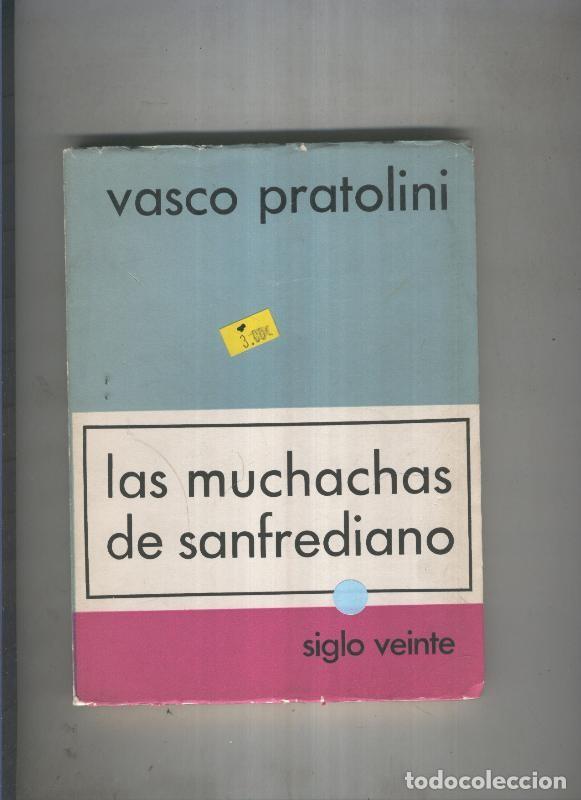 vasco pratolini
3.00€
las muchachas
de sanfrediano
siglo veinte
todocoleccion